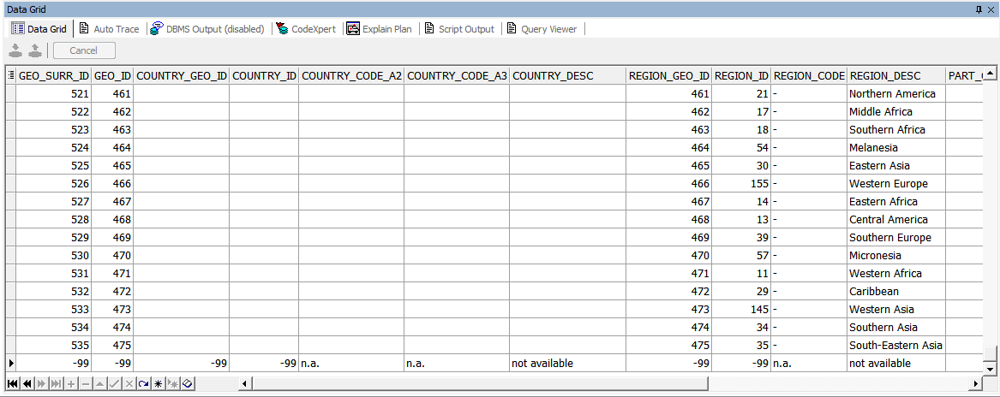 Data Grid
Data Grid Auto Trace DBMS Output (disabled) CodeXpert Explain Plan Script Output Query Viewer
Cancel
GEO_SURR_ID GEO_ID COUNTRY_GEO_ID COUNTRY_ID COUNTRY_CODE_A2 COUNTRY_CODE_A3 COUNTRY_DESC REGION_GEO_ID REGION_ID REGION_CODE REGION_DESC
521 461 461 21 - Northern America
522 462 462 17 - Middle Africa
523 463 463 18 - Southern Africa
524 464 464 54 - Melanesia
525 465 465 30 - Eastern Asia
526 466 466 155 - Western Europe
527 467 467 14 - Eastern Africa
528 468 468 13 - Central America
529 469 469 39 - Southern Europe
530 470 470 57 - Micronesia
531 471 471 11 - Western Africa
532 472 472 29 - Caribbean
533 473 473 145 - Western Asia
534 474 474 34 - Southern Asia
535 475 475 35 - South-Eastern Asia
-99 -99 -99 -99 n.a. n.a. not available -99 -99 n.a. not available